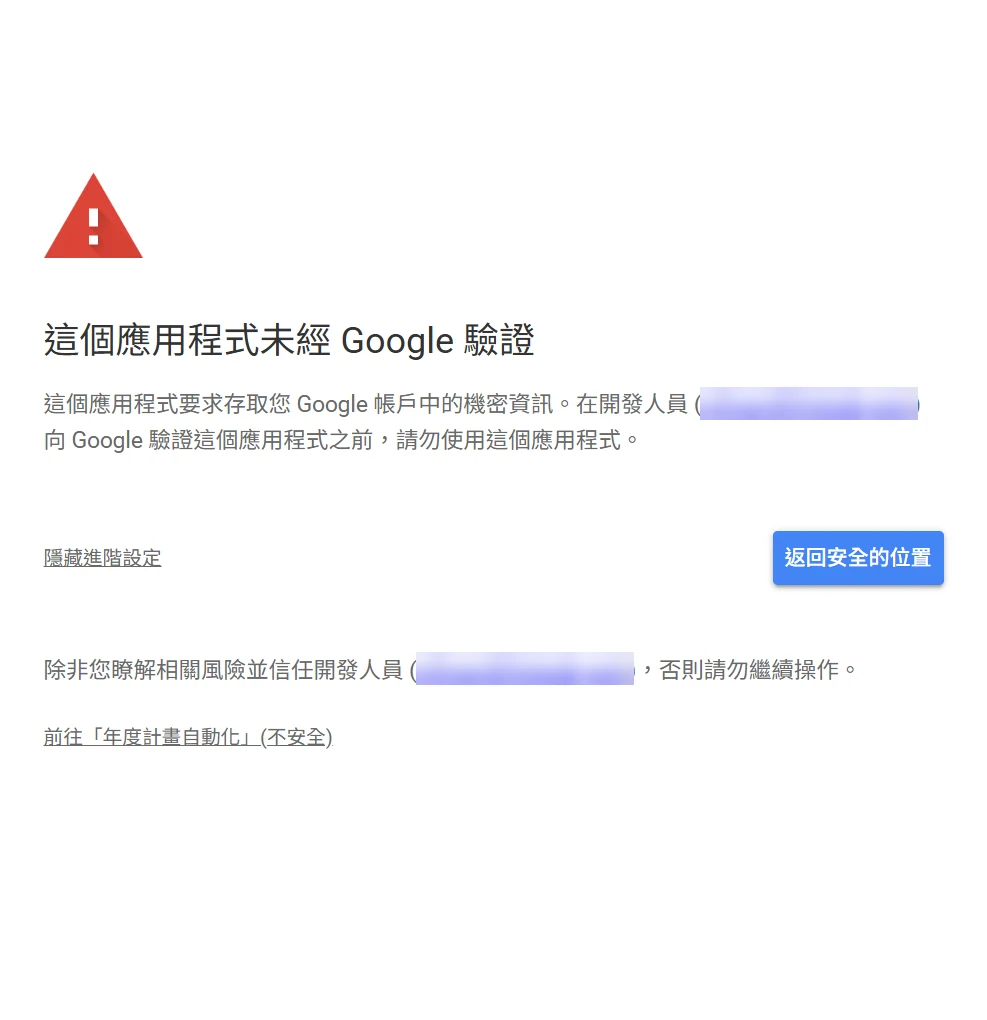 這個應用程式未經 Google 驗證
這個應用程式要求存取您 Google 帳戶中的機密資訊。在開發人員 (
向 Google 驗證這個應用程式之前，請勿使用這個應用程式。
隱藏進階設定
返回安全的位置
除非您瞭解相關風險並信任開發人員 ( )，否則請勿繼續操作。
前往「年度計畫自動化」(不安全)